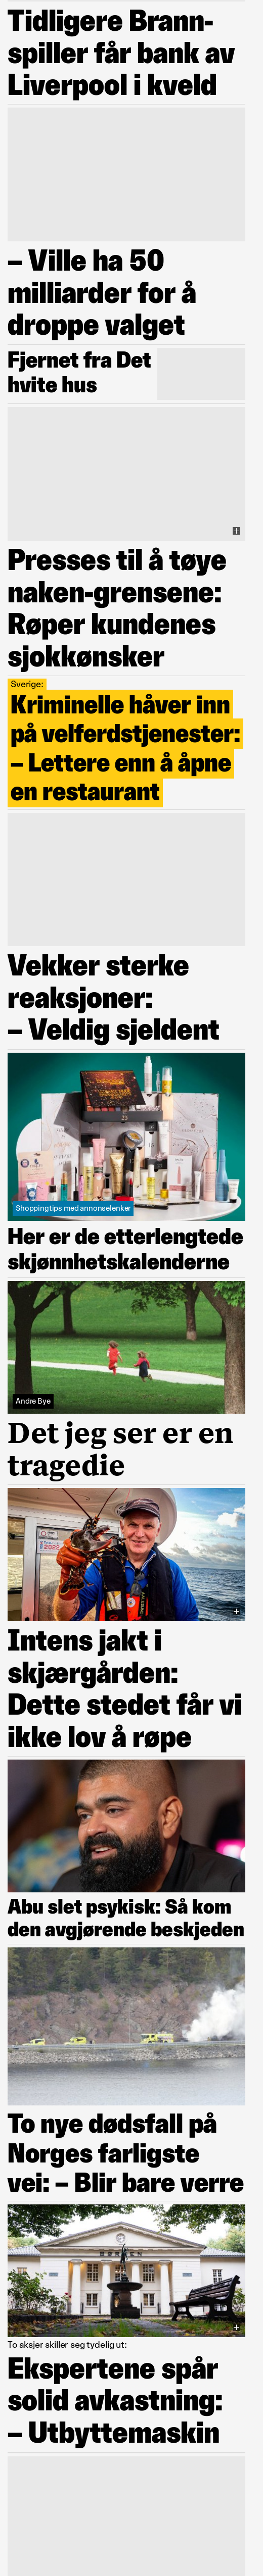 Tidligere Brann-
spiller får bank av
Liverpool i kveld
– Ville ha 50
milliarder for å
droppe valget
Fjernet fra Det
hvite hus
Presses til å tøye
naken-grensene:
Røper kundenes
sjokkønsker
Sverige:
Kriminelle håver inn
på velferdstjenester:
– Lettere enn å åpne
en restaurant
Vekker sterke
reaksjoner:
– Veldig sjeldent
Shoppingtips med annonselenker
Her er de etterlengtede
skjønnhetskalenderne
Andre Bye
Det jeg ser er en
tragedie
Intens jakt i
skjærgården:
Dette stedet får vi
ikke lov å røpe
Abu slet psykisk: Så kom
den avgjørende beskjeden
To nye dødsfall på
Norges farligste
vei: – Blir bare verre
BØRSEN
To aksjer skiller seg tydelig ut:
Ekspertene spår
solid avkastning:
– Utbyttemaskin